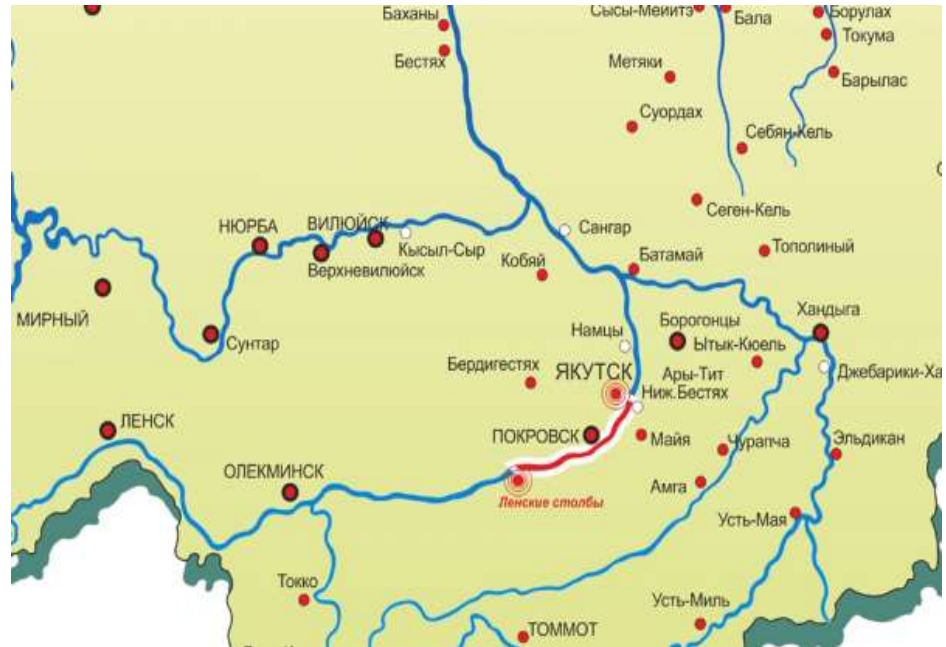 Баханы
Сысы-Мейитэ
Бала
Борулах
Токума
Бестях
Метяки
Барылас
Суордах
Себян-Кель
Сеген-Кель
НЮРБА
ВИЛЮЙСК
Сангар
Кысыл-Сыр
Тополиный
Верхневилюйск
Кобяй
Батамай
МИРНЫЙ
Хандыга
Намцы
Борогонцы
Сунтар
Ытык-Кюель
Бердигестях
ЯКУТСК
Ары-Тит
Джебарики-Ха
Ниж.Бестях
ЛЕНСК
ПОКРОВСК
Майя
Чурапча
Эльдикан
ОЛЕКМИНСК
Амга
Ленские столбы
Усть-Мая
Токко
Усть-Миль
ТОММОТ